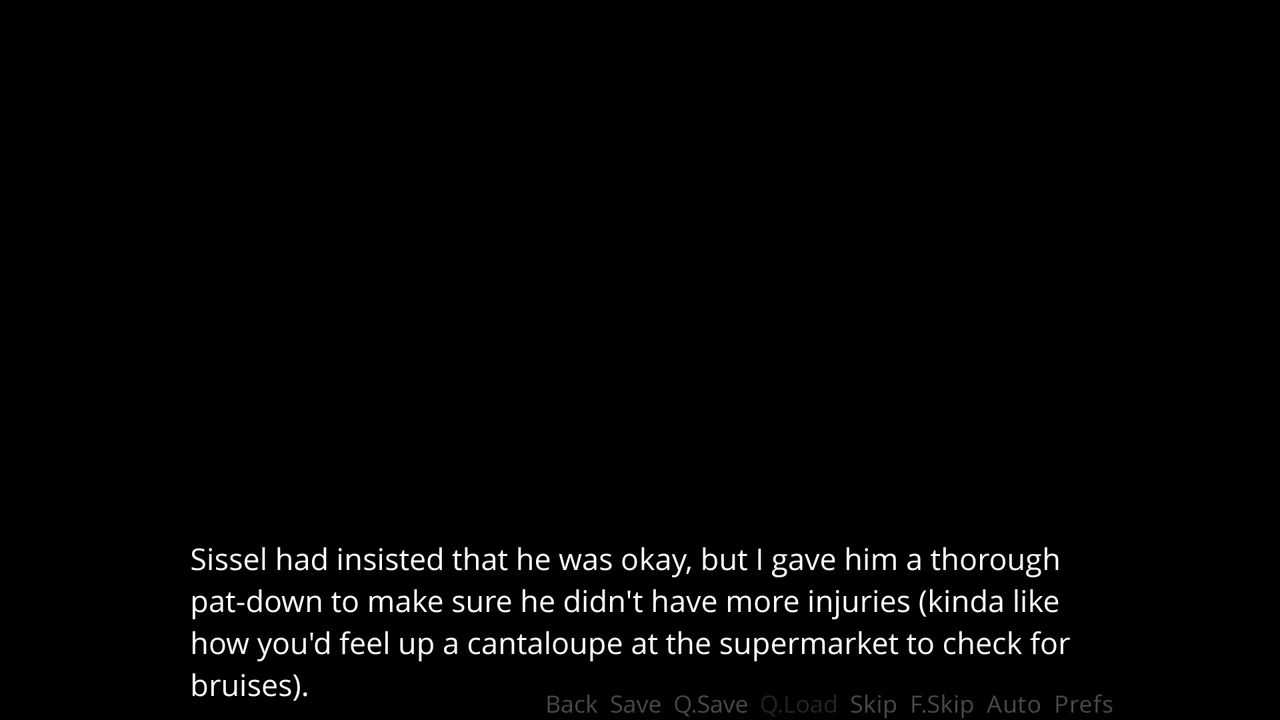 Sissel had insisted that he was okay, but I gave him a thorough
pat-down to make sure he didn't have more injuries (kinda like
how you'd feel up a cantaloupe at the supermarket to check for
bruises).
Back Save Q.Save Q.Load Skip F.Skip Auto Prefs